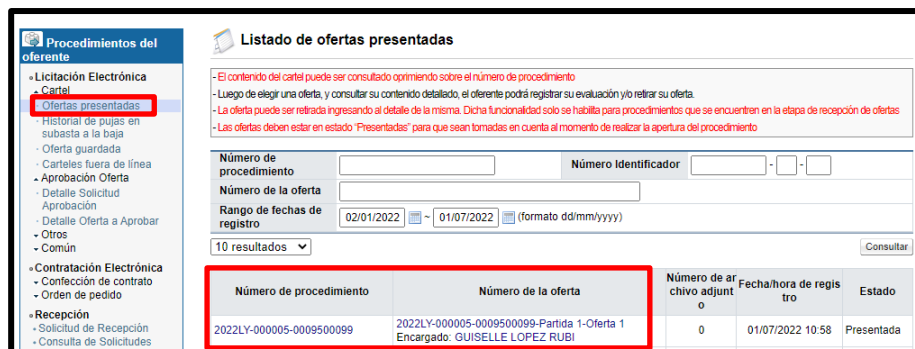 Procedimientos del
oferente
Licitación Electrónica
Cartel
Ofertas presentadas
Historial de pujas en
subasta a la baja
Oferta guardada
Carteles fuera de línea
Aprobación Oferta
Detalle Solicitud
Aprobación
Detalle Oferta a Aprobar
Otros
Común
Contratación Electrónica
Confección de contrato
Orden de pedido
Recepción
Solicitud de Recepción
Consulta de Solicitudes
Listado de ofertas presentadas
- El contenido del cartel puede ser consultado oprimiendo sobre el número de procedimiento
- Luego de elegir una oferta, y consultar su contenido detallado, el oferente podrá registrar su evaluación y/o retirar su oferta.
- La oferta puede ser retirada ingresando al detalle de la misma. Dicha funcionalidad solo se habilita para procedimientos que se encuentren en la etapa de recepción de ofertas
- Las ofertas deben estar en estado "Presentadas" para que sean tomadas en cuenta al momento de realizar la apertura del procedimiento
Número de
procedimiento
Número Identificador - -
Número de la oferta
Rango de fechas de
registro
02/01/2022 ~ 01/07/2022 (formato dd/mm/yyyy)
10 resultados Consultar
Número de procedimiento
Número de la oferta
Número de ar
chivo adjunt
o
Fecha/hora de regis
tro
Estado
2022LY-000005-0009500099
2022LY-000005-0009500099-Partida 1-Oferta 1
Encargado: GUISELLE LOPEZ RUBI
0
01/07/2022 10:58
Presentada